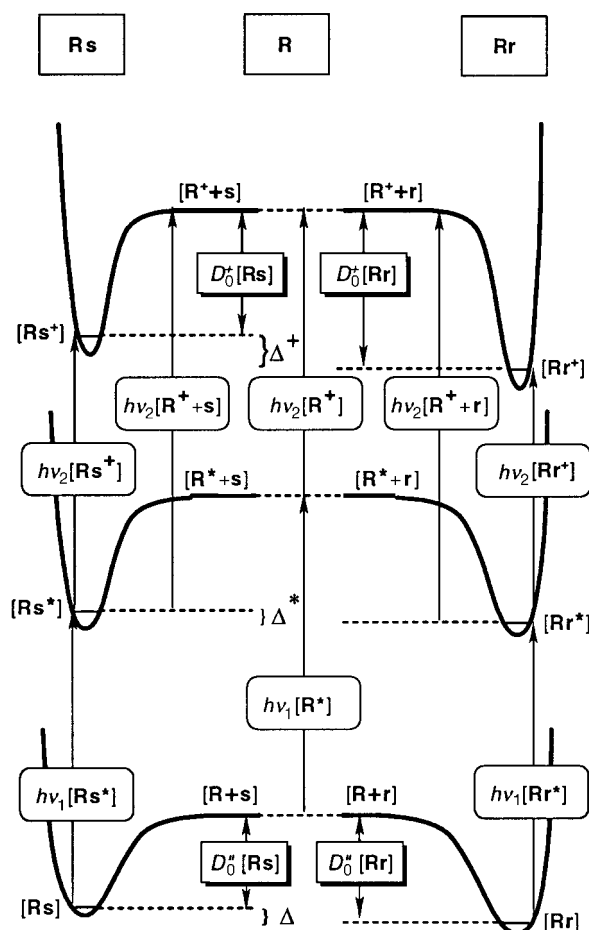 Rs R Rr
[R⁺+s] [R⁺+r]
D₀⁺[Rs] D₀⁺[Rr]
[Rs⁺] } Δ⁺ [Rr⁺]
hν₂[R⁺+s] hν₂[R⁺] hν₂[R⁺+r]
hν₂[Rs⁺] hν₂[Rr⁺]
[R*+s] [R*+r]
[Rs*] } Δ* [Rr*]
hν₁[R*]
hν₁[Rs*} hν₁[Rr*]
[R+s] [R+r]
D₀″[Rs] D₀″[Rr]
[Rs] } Δ [Rr]